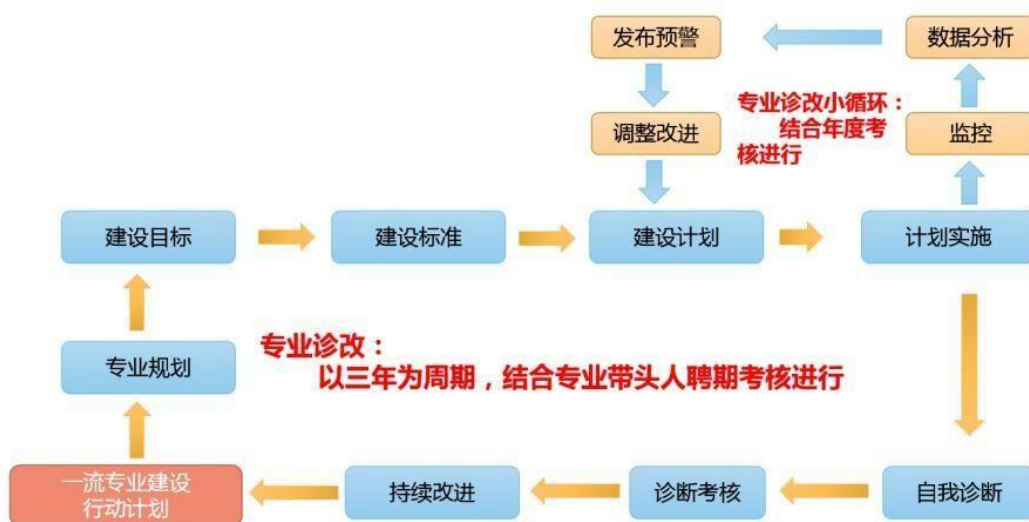 发布预警
数据分析
专业诊改小循环：
结合年度考
核进行
调整改进
监控
建设目标
建设标准
建设计划
计划实施
专业诊改：
以三年为周期，结合专业带头人聘期考核进行
专业规划
一流专业建设
行动计划
持续改进
诊断考核
自我诊断